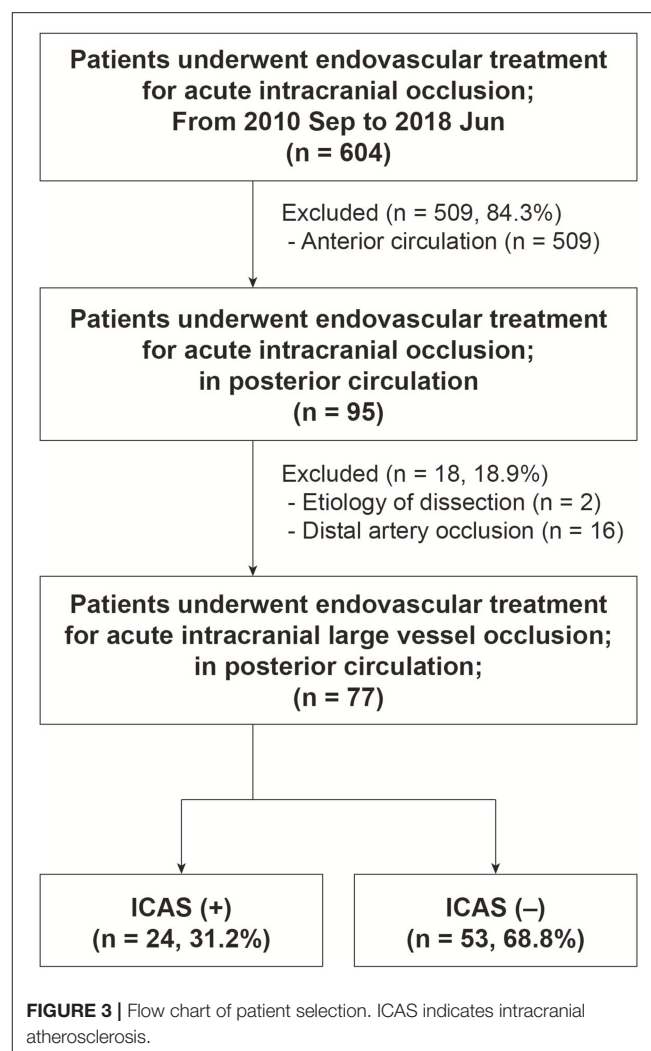 Patients underwent endovascular treatment
for acute intracranial occlusion;
From 2010 Sep to 2018 Jun
(n = 604)
Excluded (n = 509, 84.3%)
- Anterior circulation (n = 509)
Patients underwent endovascular treatment
for acute intracranial occlusion;
in posterior circulation
(n = 95)
Excluded (n = 18, 18.9%)
- Etiology of dissection (n = 2)
- Distal artery occlusion (n = 16)
Patients underwent endovascular treatment
for acute intracranial large vessel occlusion;
in posterior circulation;
(n = 77)
ICAS (+)
(n = 24, 31.2%)
ICAS (–)
(n = 53, 68.8%)
FIGURE 3 | Flow chart of patient selection. ICAS indicates intracranial
atherosclerosis.